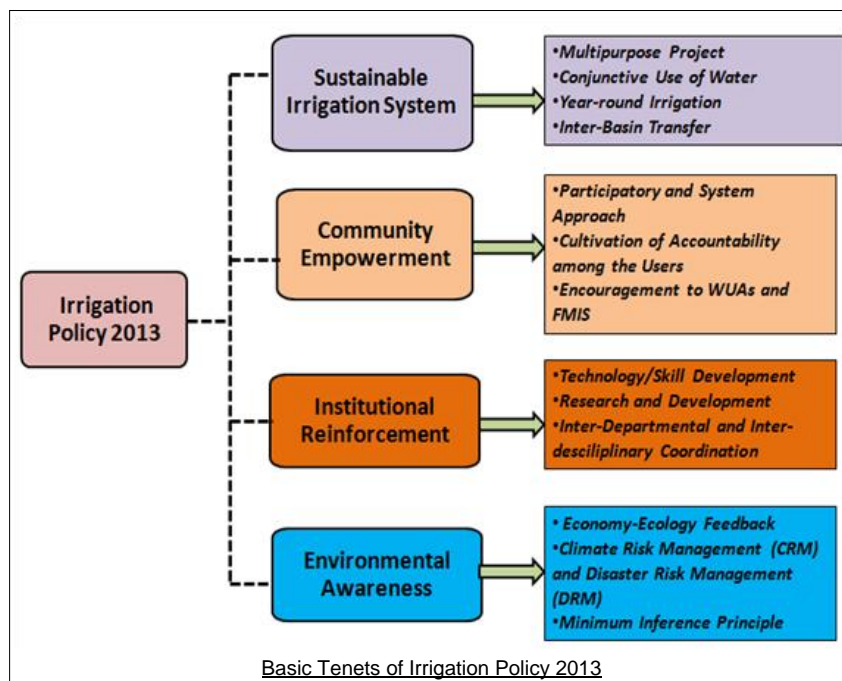 Irrigation
Policy 2013
Sustainable
Irrigation System
•Multipurpose Project
•Conjunctive Use of Water
•Year-round Irrigation
•Inter-Basin Transfer
Community
Empowerment
•Participatory and System
Approach
•Cultivation of Accountability
among the Users
•Encouragement to WUAs and
FMIS
Institutional
Reinforcement
•Technology/Skill Development
•Research and Development
•Inter-Departmental and Inter-
desciliplinary Coordination
Environmental
Awareness
• Economy-Ecology Feedback
•Climate Risk Management (CRM)
and Disaster Risk Management
(DRM)
•Minimum Inference Principle
Basic Tenets of Irrigation Policy 2013